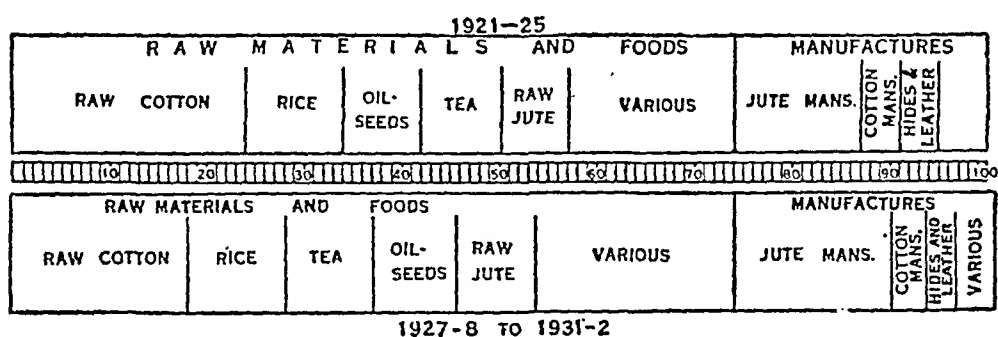 1921—25
RAW MATERIALS AND FOODS MANUFACTURES
RAW COTTON RICE OIL-SEEDS TEA RAW JUTE VARIOUS JUTE MANS. COTTON MANS. HIDES & LEATHER
10 20 30 40 50 60 70 80 90 100
RAW MATERIALS AND FOODS MANUFACTURES
RAW COTTON RICE TEA OIL-SEEDS RAW JUTE VARIOUS JUTE MANS. COTTON MANS. HIDES AND LEATHER VARIOUS
1927-8 TO 1931-2